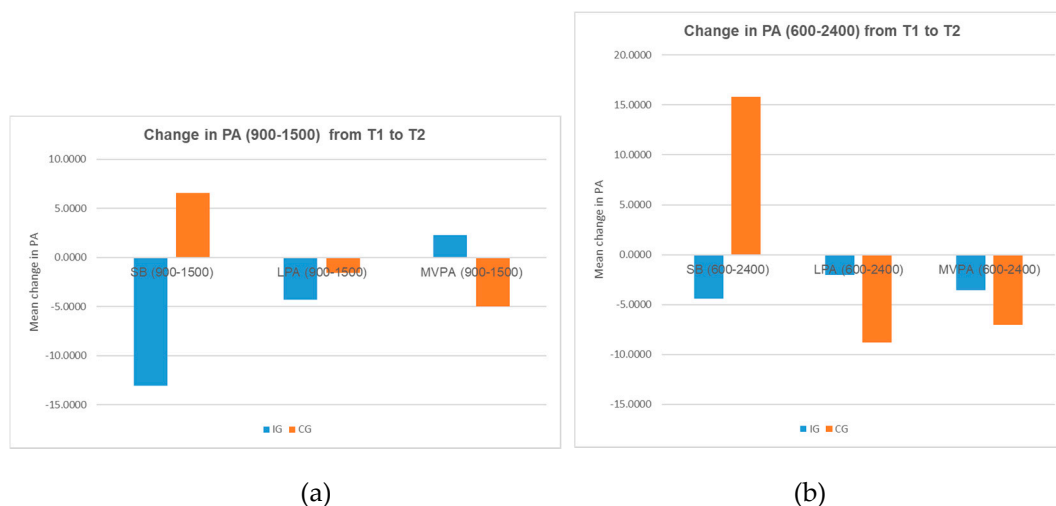 Change in PA (900-1500) from T1 to T2
10.0000
5.0000
0.0000
-5.0000
-10.0000
-15.0000
Mean change in PA
SB (900-1500) LPA (900-1500) MVPA (900-1500)
IG CG
(a)
Change in PA (600-2400) from T1 to T2
20.0000
15.0000
10.0000
5.0000
0.0000
-5.0000
-10.0000
-15.0000
Mean change in PA
SB (600-2400) LPA (600-2400) MVPA (600-2400)
IG CG
(b)